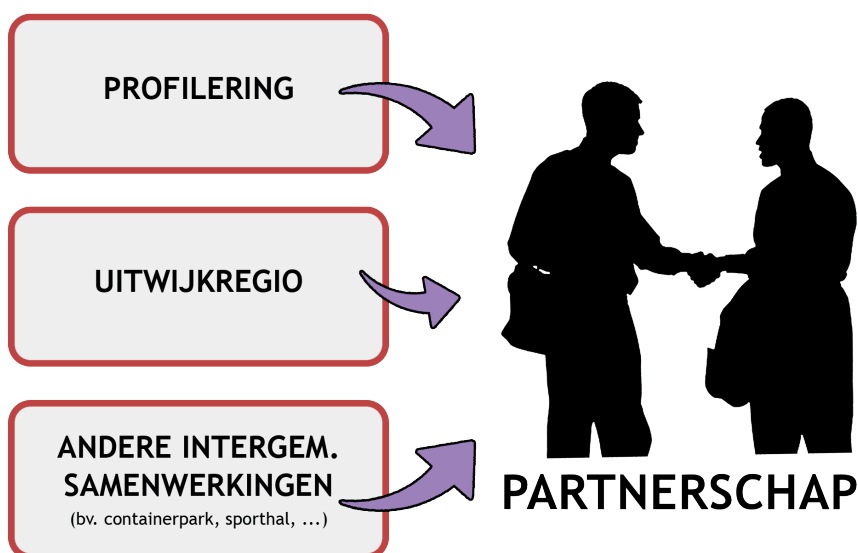 PROFILERING
UITWIJKREGIO
ANDERE INTERGEM.
SAMENWERKINGEN
(bv. containerpark, sporthal, ...)
PARTNERSCHAP